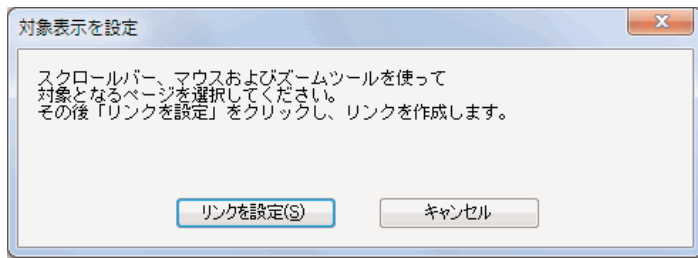 対象表示を設定
スクロールバー、マウスおよびズームツールを使って
対象となるページを選択してください。
その後「リンクを設定」をクリックし、リンクを作成します。
リンクを設定(S)
キャンセル